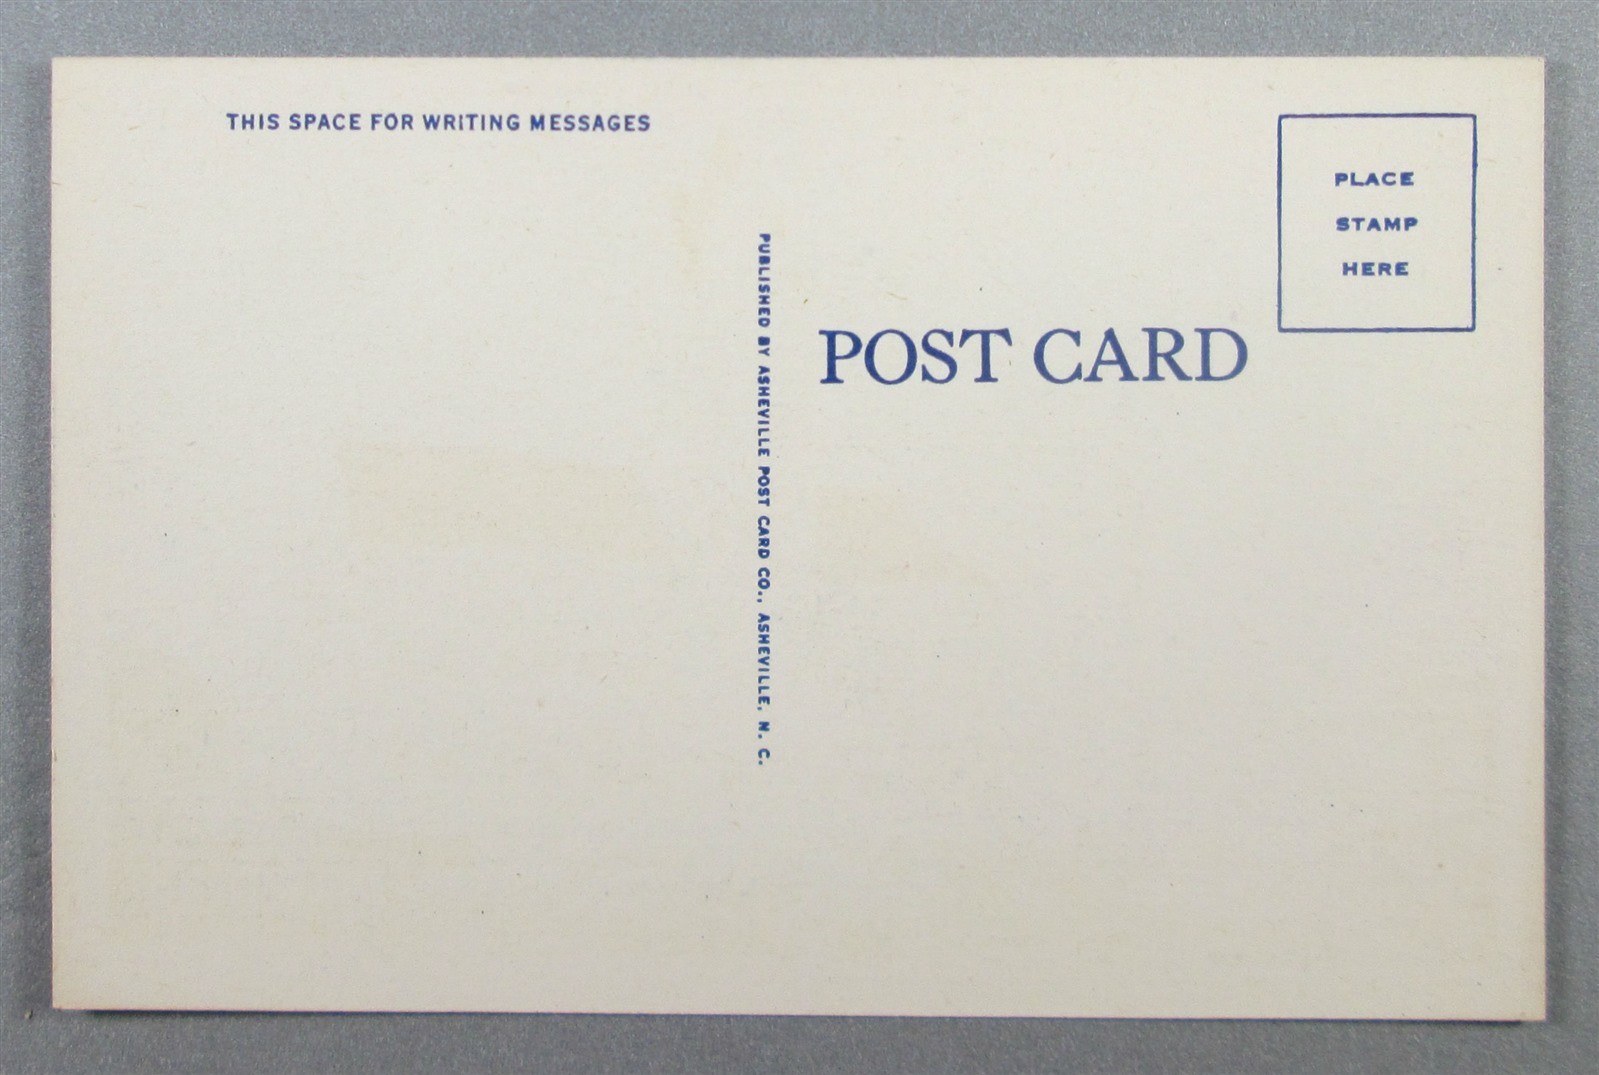 THIS SPACE FOR WRITING MESSAGES
PUBLISHED BY ASHEVILLE POST CARD CO., ASHEVILLE, N. C.
POST CARD
PLACE
STAMP
HERE